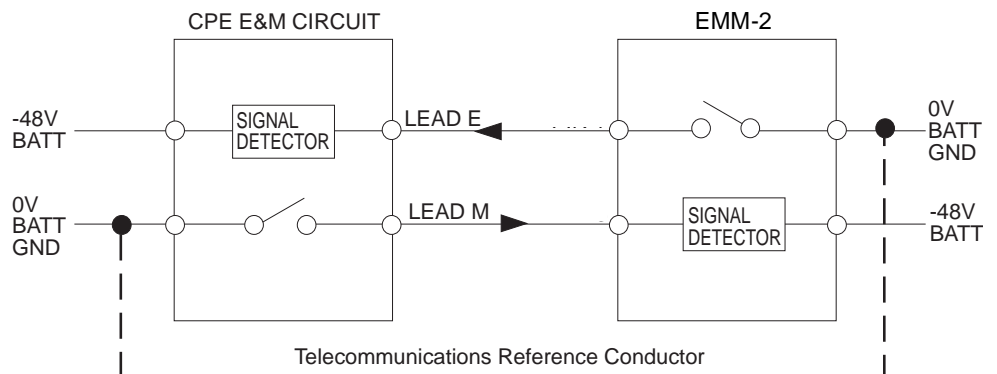 CPE E&M CIRCUIT
EMM-2
-48V
BATT
SIGNAL
DETECTOR
LEAD E
0V
BATT
GND
0V
BATT
GND
LEAD M
SIGNAL
DETECTOR
-48V
BATT
Telecommunications Reference Conductor